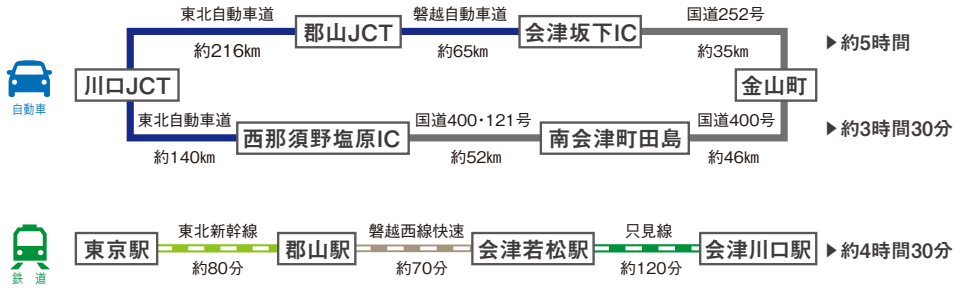 東北自動車道
磐越自動車道
国道252号
郡山JCT
会津坂下IC
約216km
約65km
約35km
▶約5時間
自動車
川口JCT
金山町
東北自動車道
国道400・121号
国道400号
西那須野塩原IC
南会津町田島
約140km
約52km
約46km
▶約3時間30分
鉄道
東北新幹線
磐越西線快速
只見線
東京駅
郡山駅
会津若松駅
会津川口駅
約80分
約70分
約120分
▶約4時間30分